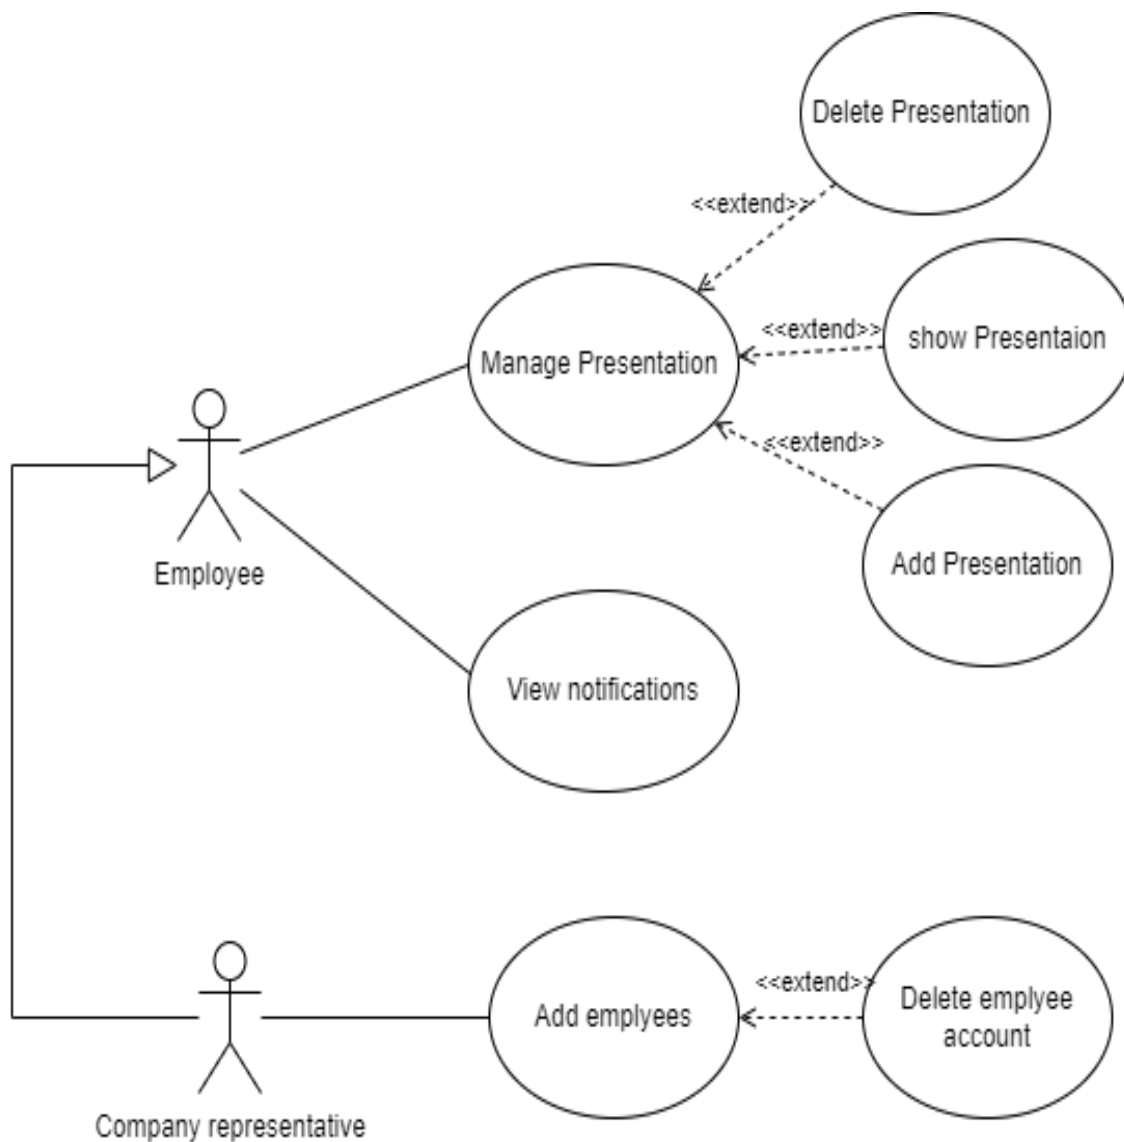 Delete Presentation
<<extend>>
<<extend>>
show Presentaion
Manage Presentation
<<extend>>
Add Presentation
Employee
View notifications
<<extend>>
Delete emplyee
account
Add emplyees
Company representative